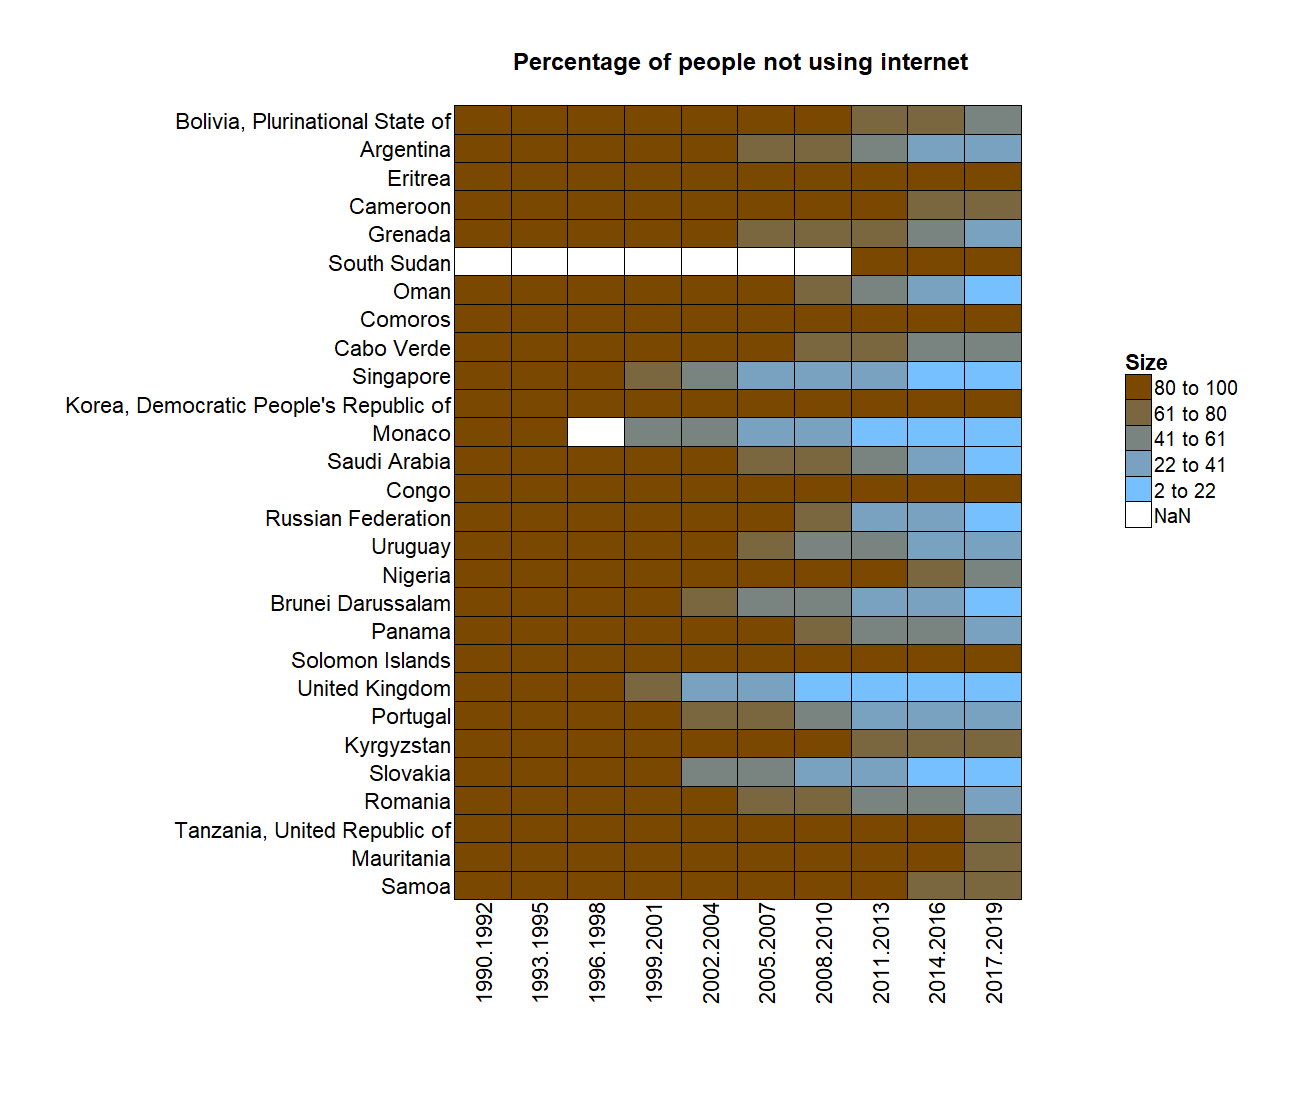 Percentage of people not using internet
Bolivia, Plurinational State of
Argentina
Eritrea
Cameroon
Grenada
South Sudan
Oman
Comoros
Cabo Verde
Singapore
Korea, Democratic People's Republic of
Monaco
Saudi Arabia
Congo
Russian Federation
Uruguay
Nigeria
Brunei Darussalam
Panama
Solomon Islands
United Kingdom
Portugal
Kyrgyzstan
Slovakia
Romania
Tanzania, United Republic of
Mauritania
Samoa
1990.1992
1993.1995
1996.1998
1999.2001
2002.2004
2005.2007
2008.2010
2011.2013
2014.2016
2017.2019
Size
80 to 100
61 to 80
41 to 61
22 to 41
2 to 22
NaN